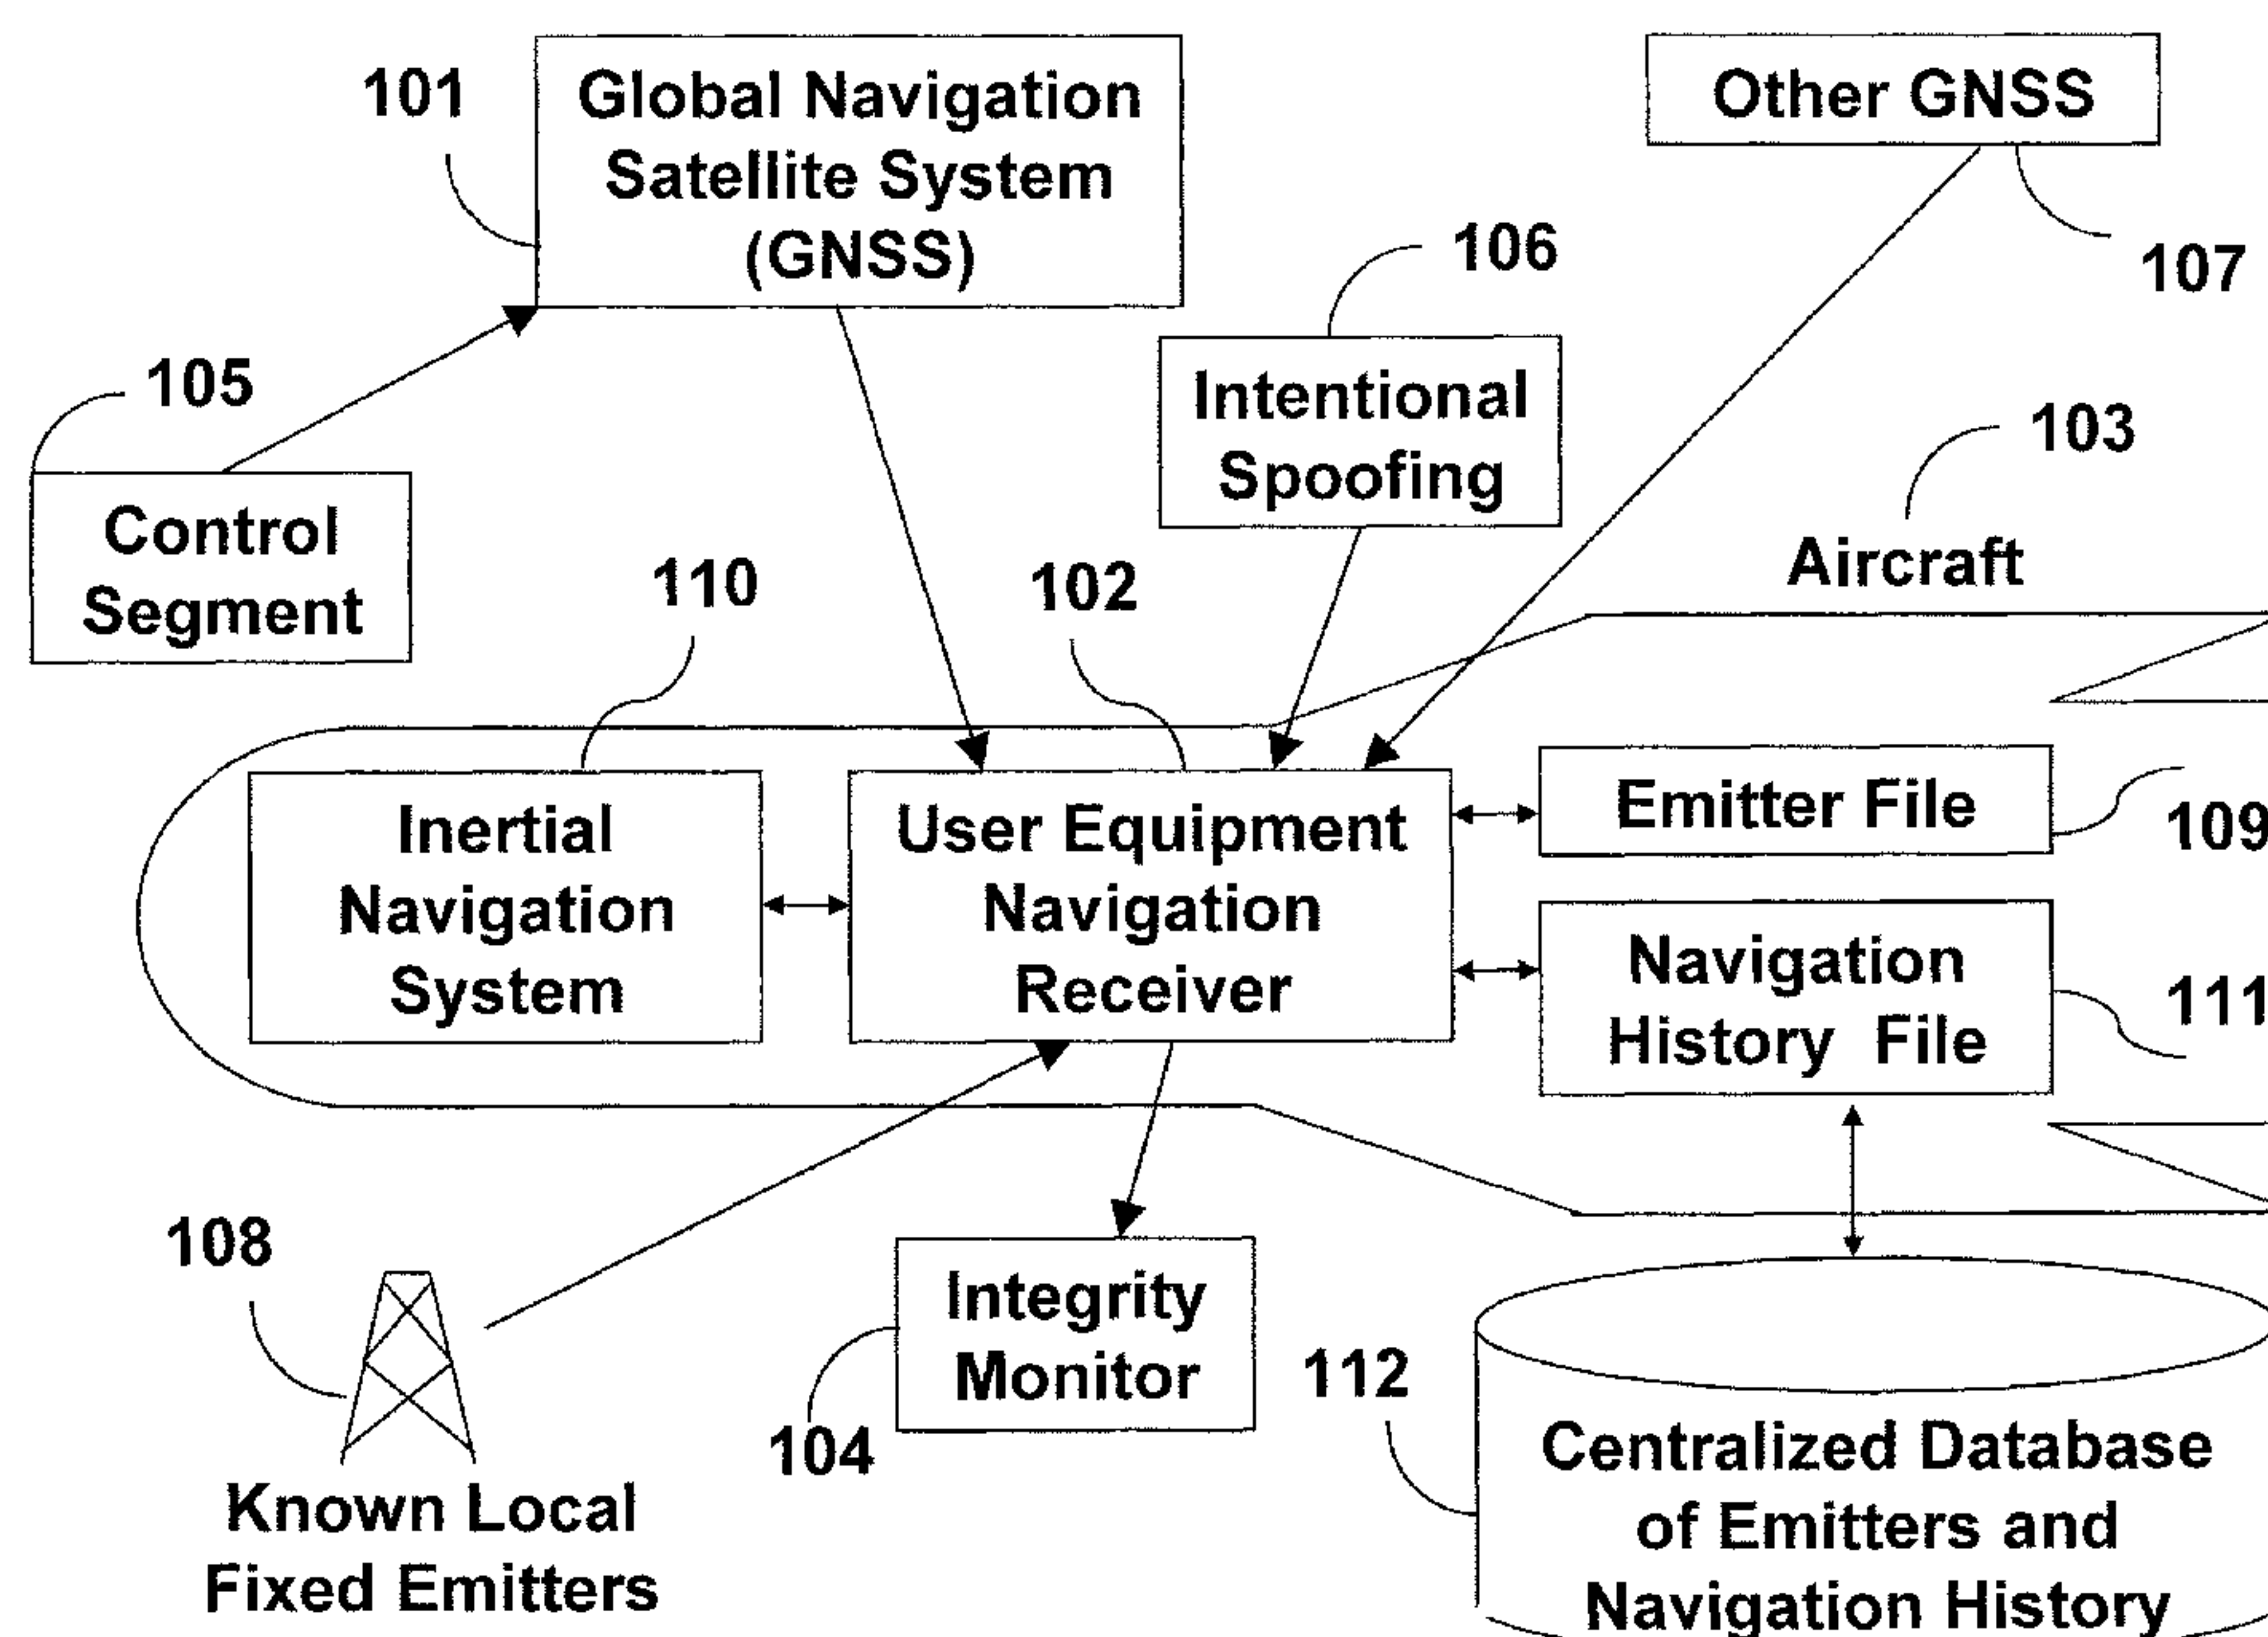 101
Global Navigation
Satellite System
(GNSS)
Other GNSS
107
106
Intentional
Spoofing
105
Control
Segment
103
Aircraft
110
102
Inertial
Navigation
System
User Equipment
Navigation
Receiver
Emitter File
109
Navigation
History File
111
108
Known Local
Fixed Emitters
Integrity
Monitor
104
112
Centralized Database
of Emitters and
Navigation History